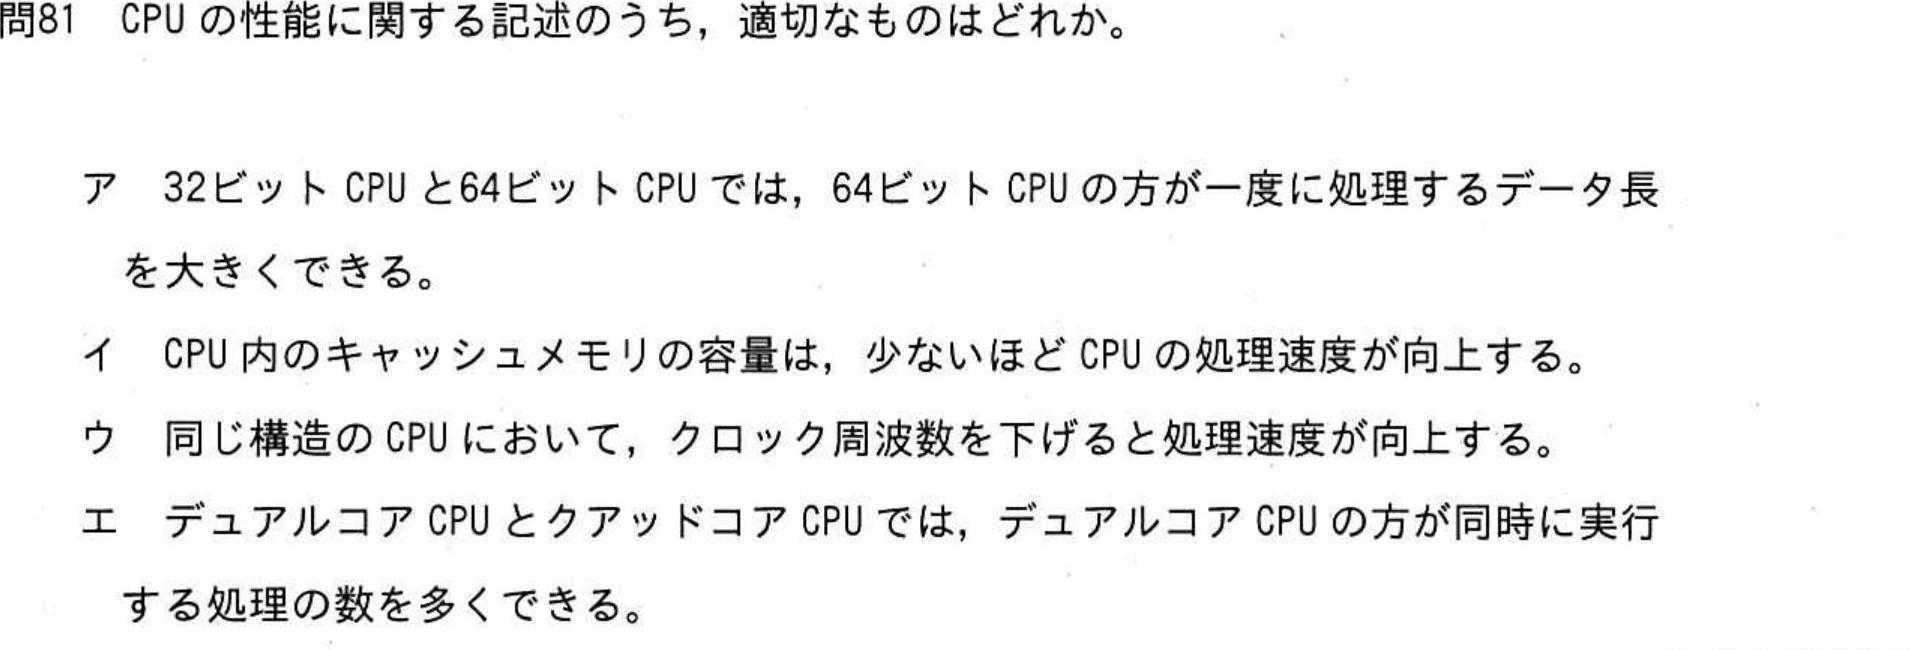 問81 CPU の性能に関する記述のうち，適切なものはどれか。
ア 32ビット CPU と64ビット CPU では，64ビット CPU の方が一度に処理するデータ長
を大きくできる。
イ CPU 内のキャッシュメモリの容量は，少ないほど CPU の処理速度が向上する。
ウ 同じ構造の CPU において，クロック周波数を下げると処理速度が向上する。
エ デュアルコア CPU とクアッドコア CPU では，デュアルコア CPU の方が同時に実行
する処理の数を多くできる。